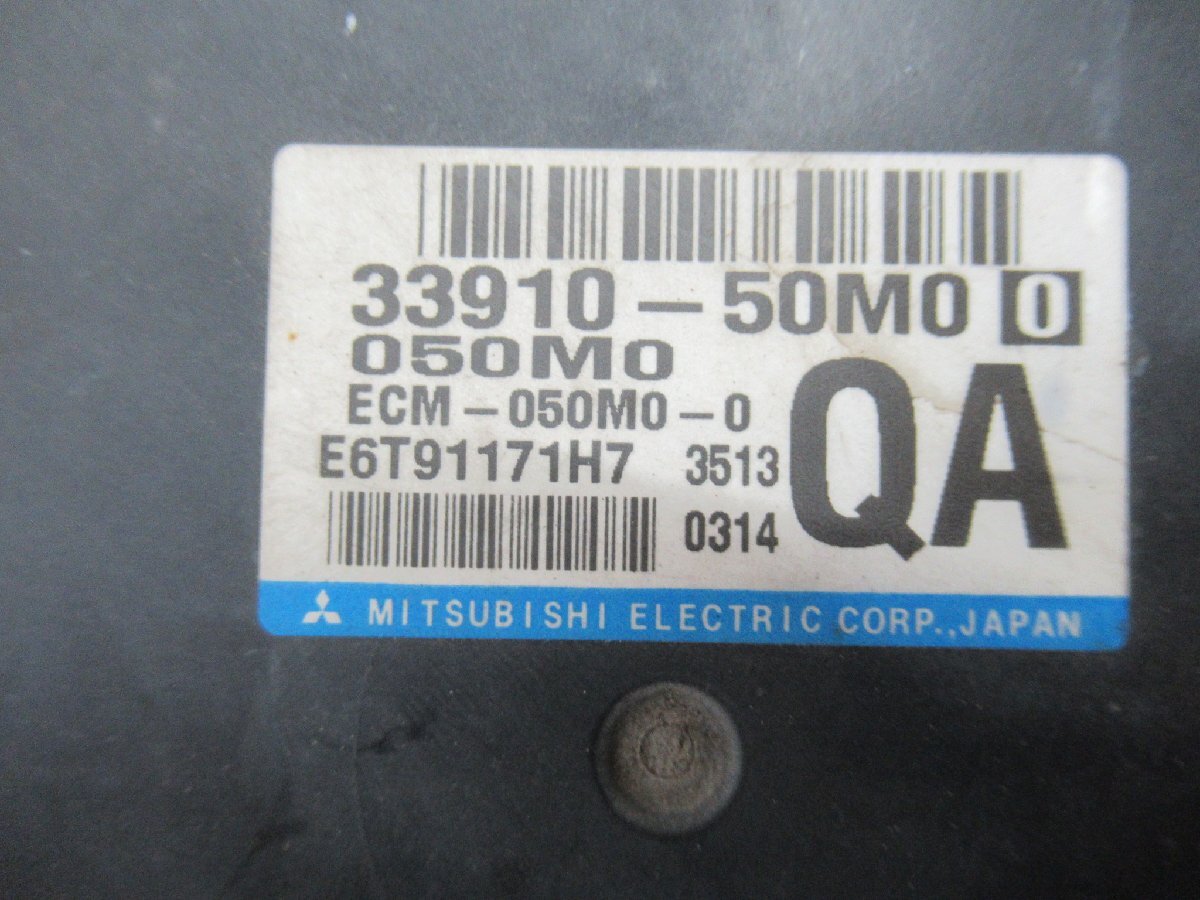 33910-50M0 0
050M0
ECM-050M0-0
QA
E6T91171H7 3513
0314
MITSUBISHI ELECTRIC CORP.,JAPAN